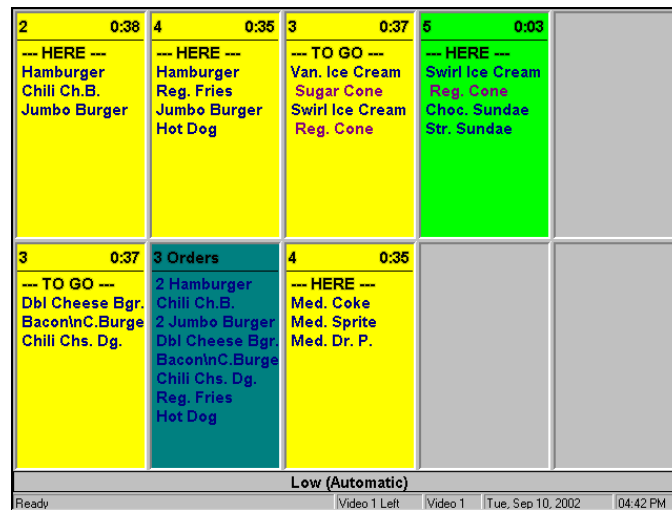 2 0:38
--- HERE ---
Hamburger
Chili Ch.B.
Jumbo Burger
4 0:35
--- HERE ---
Hamburger
Reg. Fries
Jumbo Burger
Hot Dog
3 0:37
--- TO GO ---
Van. Ice Cream
Sugar Cone
Swirl Ice Cream
Reg. Cone
5 0:03
--- HERE ---
Swirl Ice Cream
Reg. Cone
Choc. Sundae
Str. Sundae
3 0:37
--- TO GO ---
Dbl Cheese Bgr.
Bacon\nC.Burge
Chili Chs. Dg.
3 Orders
2 Hamburger
Chili Ch.B.
2 Jumbo Burger
Dbl Cheese Bgr.
Bacon\nC.Burge
Chili Chs. Dg.
Reg. Fries
Hot Dog
4 0:35
--- HERE ---
Med. Coke
Med. Sprite
Med. Dr. P.
Low (Automatic)
Ready Video 1 Left Video 1 Tue, Sep 10, 2002 04:42 PM